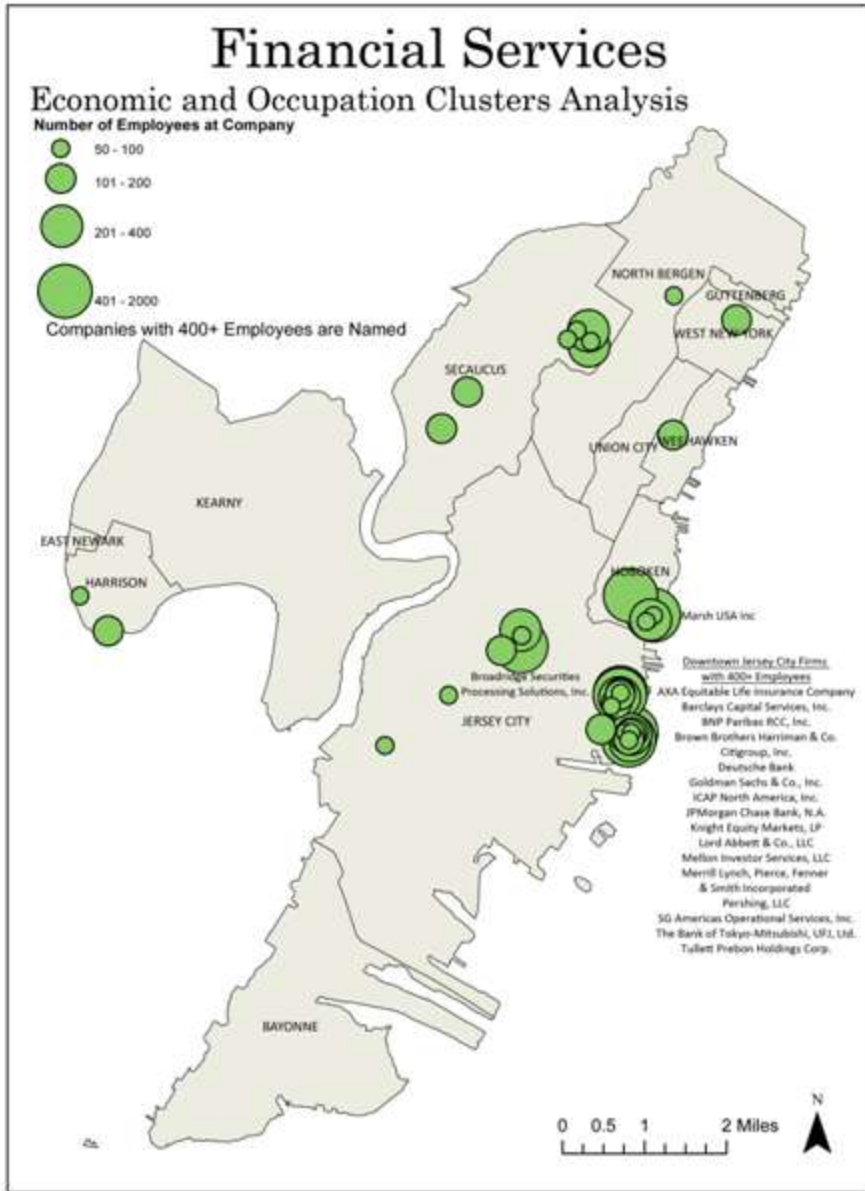 Financial Services
Economic and Occupation Clusters Analysis
Number of Employees at Company
50 - 100
101 - 200
201 - 400
401 - 2000
Companies with 400+ Employees are Named
NORTH BERGEN
GUTTENBERG
WEST NEW YORK
SECAUCUS
UNION CITY
WEEHAWKEN
KEARNY
EAST NEWARK
HARRISON
HOBOKEN
Marsh USA Inc
Broadridge Securities
Processing Solutions, Inc.
JERSEY CITY
Downtown Jersey City Firms
with 400+ Employees
AXA Equitable Life Insurance Company
Barclays Capital Services, Inc.
BNP Paribas RCC, Inc.
Brown Brothers Harriman & Co.
Citigroup, Inc.
Deutsche Bank
Goldman Sachs & Co., Inc.
ICAP North America, Inc.
JPMorgan Chase Bank, N.A.
Knight Equity Markets, LP
Lord Abbett & Co., LLC
Mellon Investor Services, LLC
Merrill Lynch, Pierce, Fenner
& Smith Incorporated
Pershing, LLC
SG Americas Operational Services, Inc.
The Bank of Tokyo-Mitsubishi, UFJ, Ltd.
Tullett Prebon Holdings Corp.
BAYONNE
N
0 0.5 1 2 Miles